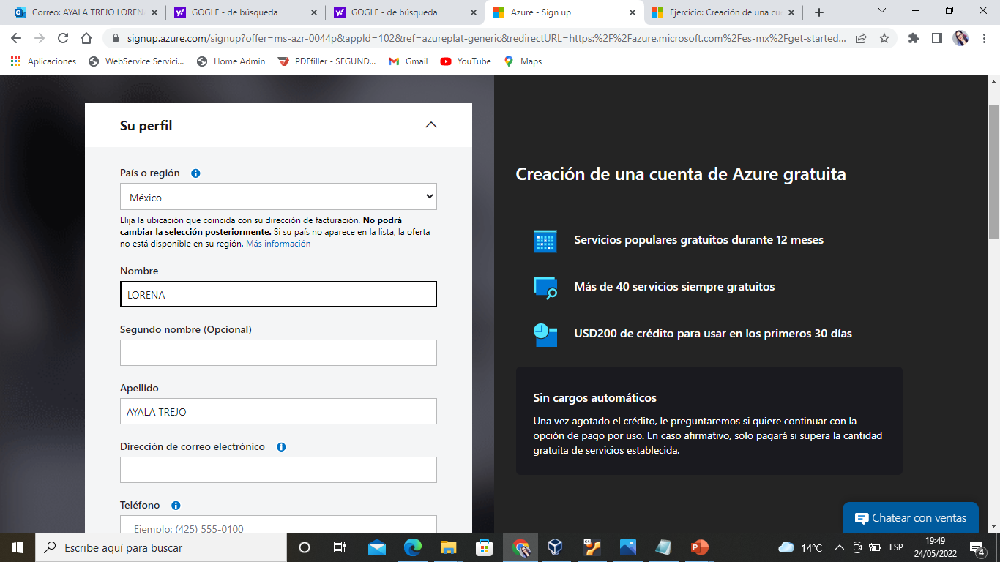 Correo: AYALA TREJO LOREN
GOGLE - de búsqueda
GOGLE - de búsqueda
Azure - Sign up
Ejercicio: Creación de una cu
signup.azure.com/signup?offer=ms-azr-0044p&appId=102&ref=azureplat-generic&redirectURL=https:%2F%2Fazure.microsoft.com%2Fes-mx%2Fget-started...
Aplicaciones
WebService Servici...
Home Admin
PDFfiller - SEGUND...
Gmail
YouTube
Maps
Su perfil
País o región
México
Elija la ubicación que coincida con su dirección de facturación. No podrá
cambiar la selección posteriormente. Si su país no aparece en la lista, la oferta
no está disponible en su región. Más información
Nombre
LORENA
Segundo nombre (Opcional)
Apellido
AYALA TREJO
Dirección de correo electrónico
Teléfono
Ejemplo: (425) 555-0100
Creación de una cuenta de Azure gratuita
Servicios populares gratuitos durante 12 meses
Más de 40 servicios siempre gratuitos
USD200 de crédito para usar en los primeros 30 días
Sin cargos automáticos
Una vez agotado el crédito, le preguntaremos si quiere continuar con la
opción de pago por uso. En caso afirmativo, solo pagará si supera la cantidad
gratuita de servicios establecida.
Chatear con ventas
Escribe aquí para buscar
14°C
ESP
19:49
24/05/2022
4